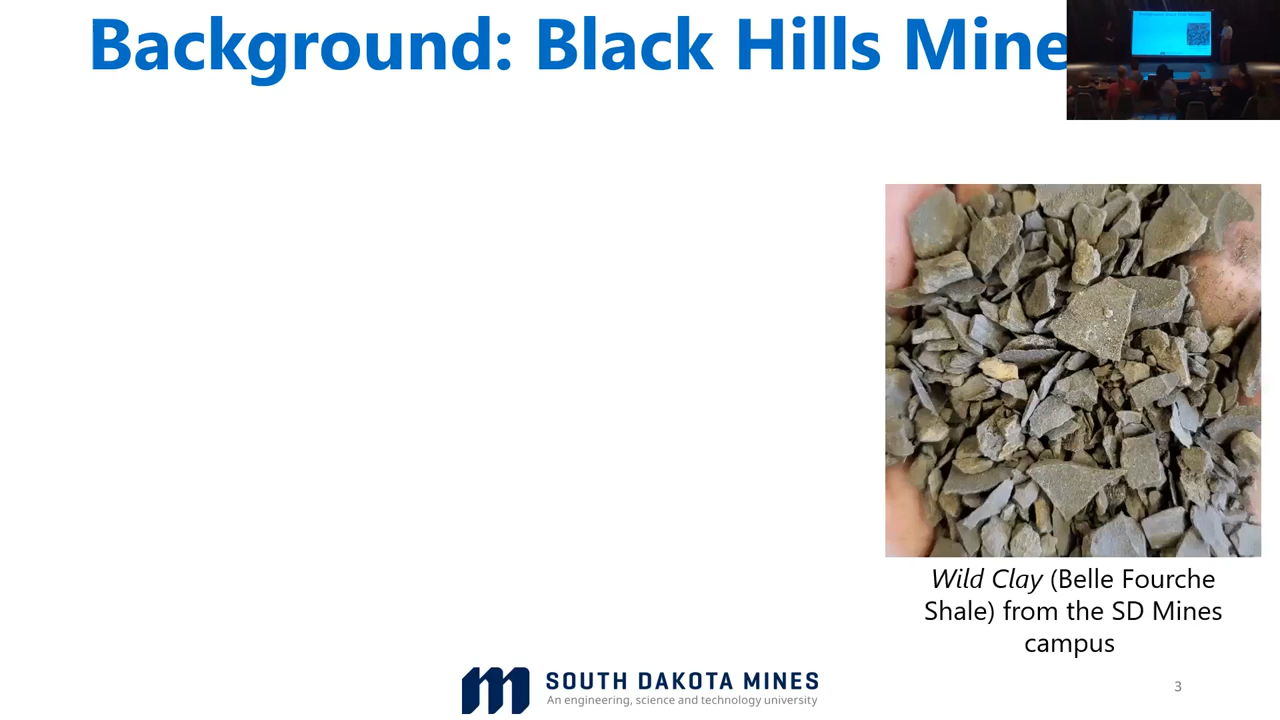 Background: Black Hills Mine
Wild Clay (Belle Fourche
Shale) from the SD Mines
campus
SOUTH DAKOTA MINES
An engineering, science and technology university
3